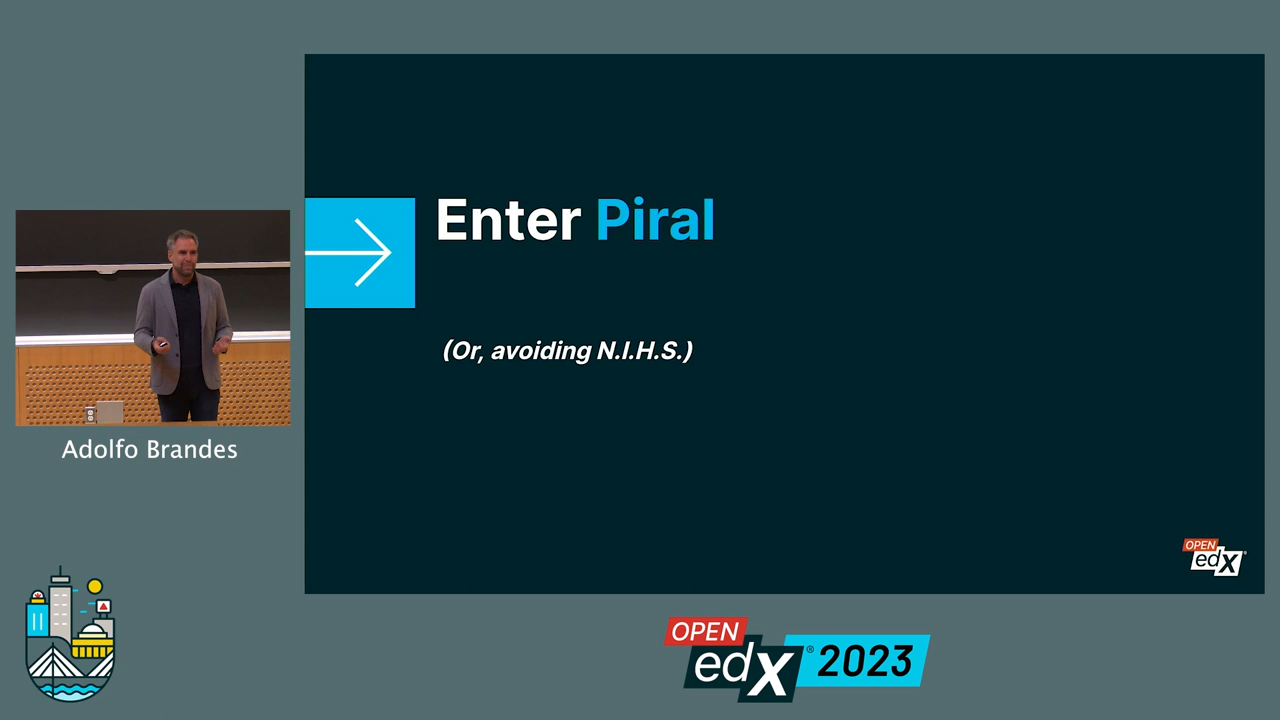 Enter Piral
(Or, avoiding N.I.H.S.)
Adolfo Brandes
OPEN
edX
OPEN
edX® 2023